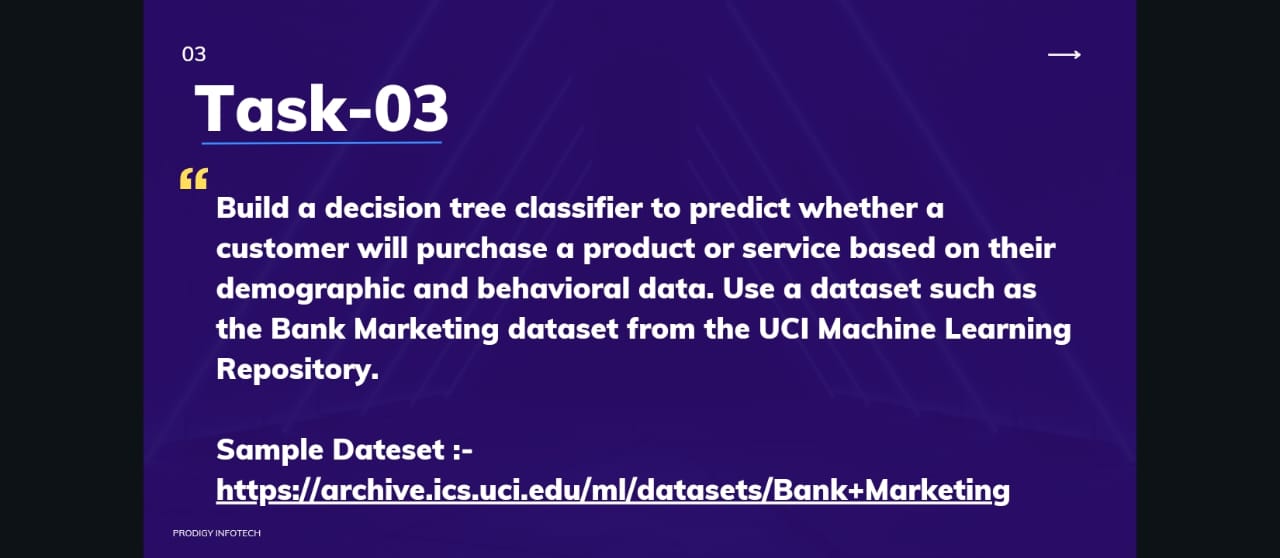 03
Task-03
“
Build a decision tree classifier to predict whether a
customer will purchase a product or service based on their
demographic and behavioral data. Use a dataset such as
the Bank Marketing dataset from the UCI Machine Learning
Repository.
Sample Dateset :-
https://archive.ics.uci.edu/ml/datasets/Bank+Marketing
PRODIGY INFOTECH